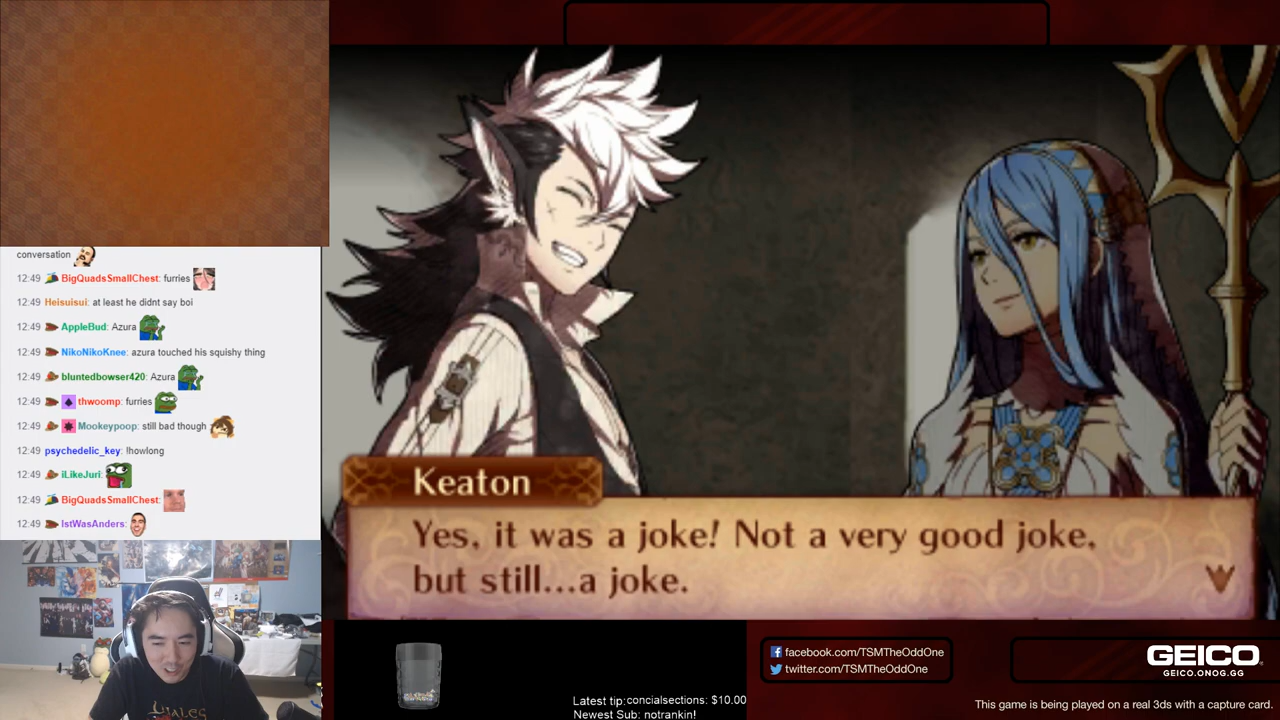 conversation
12:49 BigQuadsSmallChest: furries
12:49 Heisuisui: at least he didnt say boi
12:49 AppleBud: Azura
12:49 NikoNikoKnee: azura touched his squishy thing
12:49 bluntedbowser420: Azura
12:49 thwoomp: furries
12:49 Mookeypoop: still bad though
12:49 psychedelic_key: !howlong
12:49 iLikeJuri:
12:49 BigQuadsSmallChest:
12:49 IstWasAnders:
Keaton
Yes, it was a joke! Not a very good joke,
but still...a joke.
Latest tip:concialsections: $10.00
Newest Sub: notrankin!
facebook.com/TSMTheOddOne
twitter.com/TSMTheOddOne
GEICO.
GEICO.ONOG.GG
This game is being played on a real 3ds with a capture card.